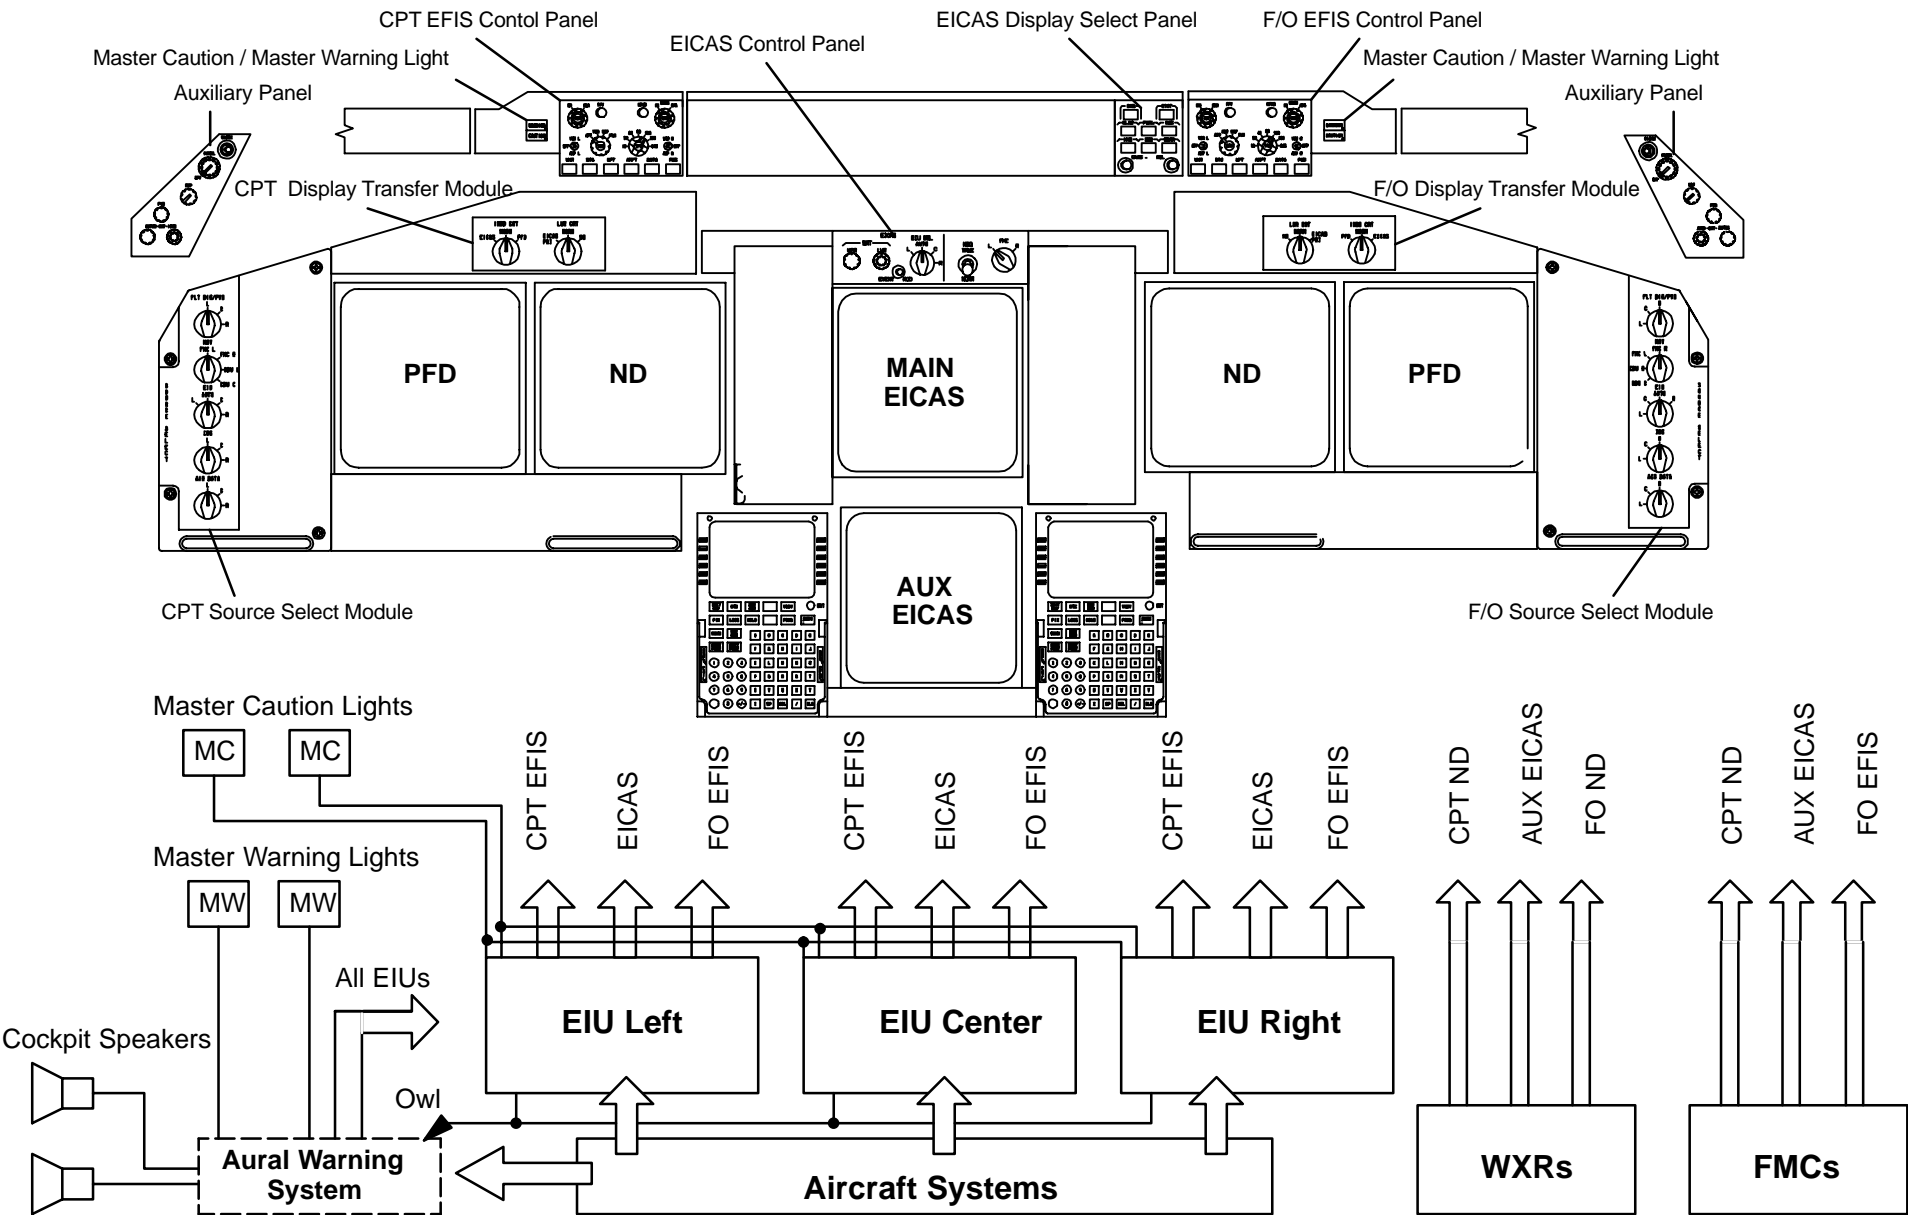 CPT EFIS Contol Panel
EICAS Display Select Panel
F/O EFIS Control Panel
EICAS Control Panel
Master Caution / Master Warning Light
Master Caution / Master Warning Light
Auxiliary Panel
Auxiliary Panel
CPT Display Transfer Module
F/O Display Transfer Module
PFD
ND
MAIN
EICAS
ND
PFD
AUX
EICAS
CPT Source Select Module
F/O Source Select Module
Master Caution Lights
MC
MC
CPT EFIS
EICAS
FO EFIS
CPT EFIS
EICAS
FO EFIS
CPT EFIS
EICAS
FO EFIS
CPT ND
AUX EICAS
FO ND
CPT ND
AUX EICAS
FO EFIS
Master Warning Lights
MW
MW
All EIUs
EIU Left
EIU Center
EIU Right
Cockpit Speakers
Owl
Aural Warning
System
Aircraft Systems
WXRs
FMCs